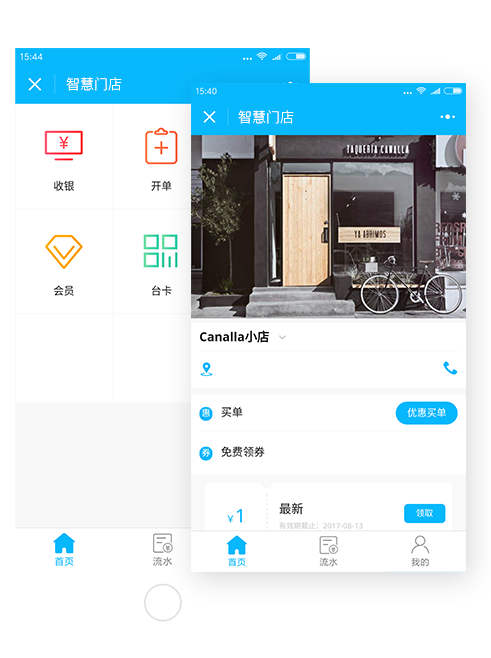 15:44
智慧门店
收银
开单
会员
台卡
首页
流水
15:40
智慧门店
TAQUERIA CANALLA
YA ABRIMOS
Canalla小店
惠 买单 优惠买单
券 免费领券
¥1 最新 领取
有效期截止：2017-08-13
首页 流水 我的